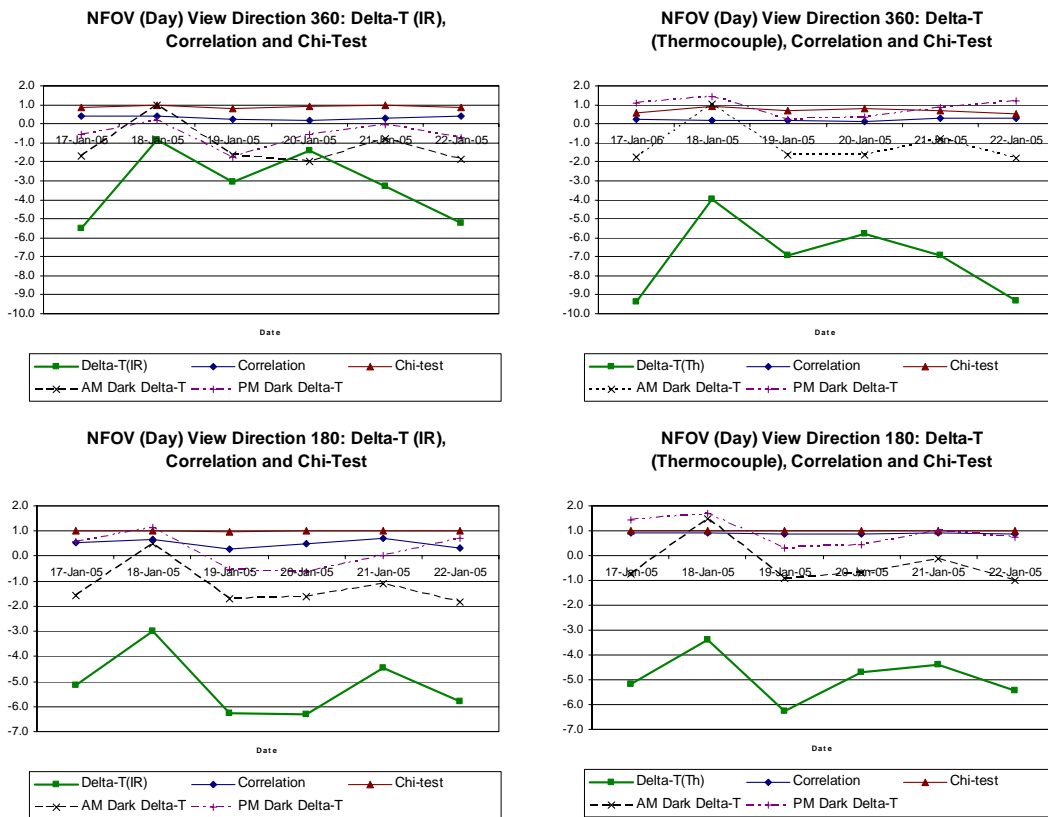 NFOV (Day) View Direction 360: Delta-T (IR),
Correlation and Chi-Test
2.0
1.0
0.0
-1.0
-2.0
-3.0
-4.0
-5.0
-6.0
-7.0
-8.0
-9.0
-10.0
17-Jan-05 18-Jan-05 19-Jan-05 20-Jan-05 21-Jan-05 22-Jan-05
Date
Delta-T(IR) Correlation Chi-test
AM Dark Delta-T PM Dark Delta-T
NFOV (Day) View Direction 360: Delta-T
(Thermocouple), Correlation and Chi-Test
2.0
1.0
0.0
-1.0
-2.0
-3.0
-4.0
-5.0
-6.0
-7.0
-8.0
-9.0
-10.0
17-Jan-05 18-Jan-05 19-Jan-05 20-Jan-05 21-Jan-05 22-Jan-05
Date
Delta-T(Th) Correlation Chi-test
AM Dark Delta-T PM Dark Delta-T
NFOV (Day) View Direction 180: Delta-T (IR),
Correlation and Chi-Test
2.0
1.0
0.0
-1.0
-2.0
-3.0
-4.0
-5.0
-6.0
-7.0
17-Jan-05 18-Jan-05 19-Jan-05 20-Jan-05 21-Jan-05 22-Jan-05
Date
Delta-T(IR) Correlation Chi-test
AM Dark Delta-T PM Dark Delta-T
NFOV (Day) View Direction 180: Delta-T
(Thermocouple), Correlation and Chi-Test
2.0
1.0
0.0
-1.0
-2.0
-3.0
-4.0
-5.0
-6.0
-7.0
17-Jan-05 18-Jan-05 19-Jan-05 20-Jan-05 21-Jan-05 22-Jan-05
Date
Delta-T(Th) Correlation Chi-test
AM Dark Delta-T PM Dark Delta-T